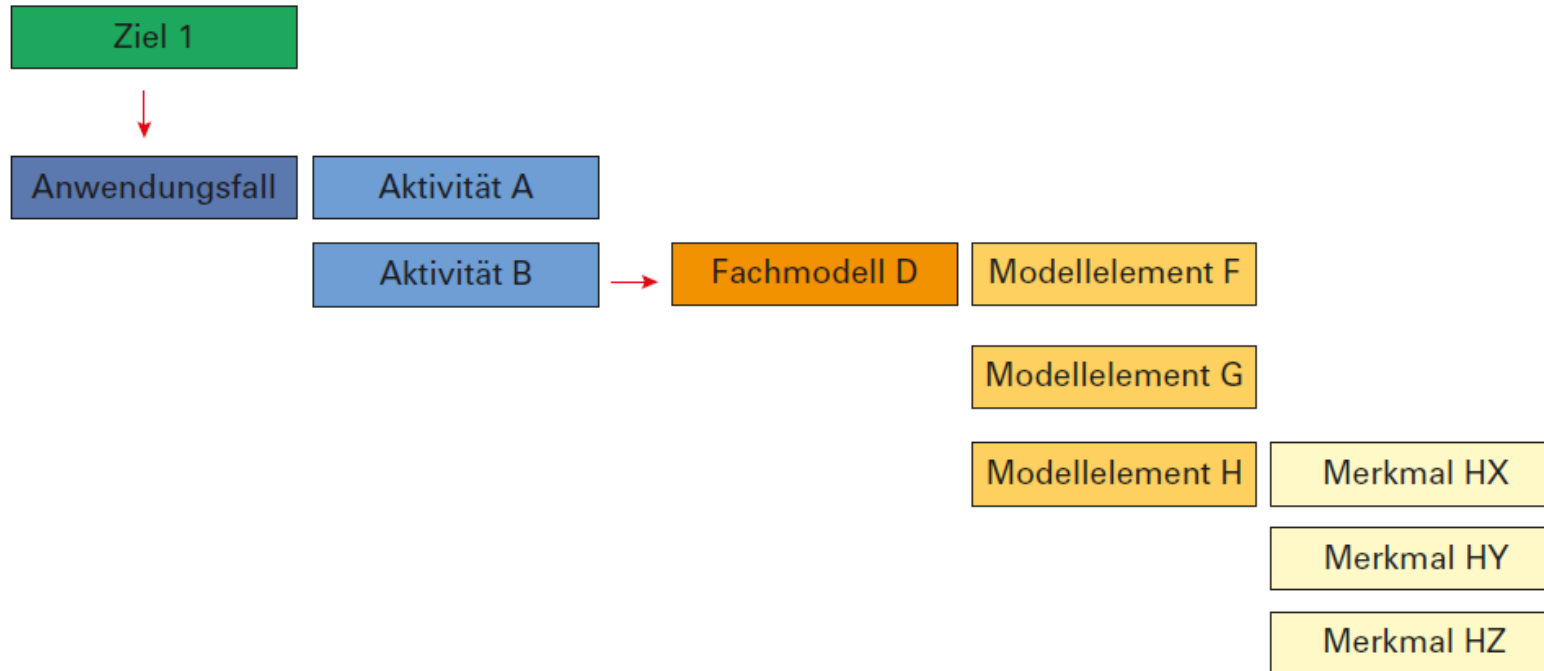 Ziel 1
Anwendungsfall
Aktivität A
Aktivität B
Fachmodell D
Modellelement F
Modellelement G
Modellelement H
Merkmal HX
Merkmal HY
Merkmal HZ